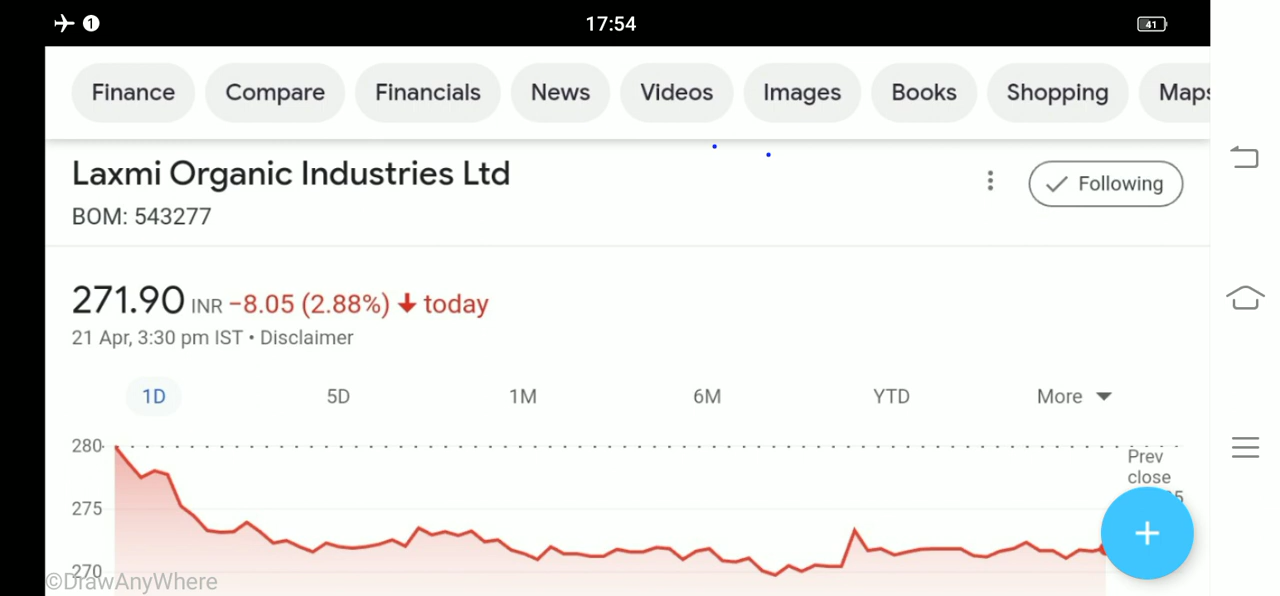 1 17:54 41
Finance Compare Financials News Videos Images Books Shopping Maps
Laxmi Organic Industries Ltd
Following
BOM: 543277
271.90 INR −8.05 (2.88%) today
21 Apr, 3:30 pm IST • Disclaimer
1D 5D 1M 6M YTD More
280
Prev
close
275
270
©DrawAnyWhere